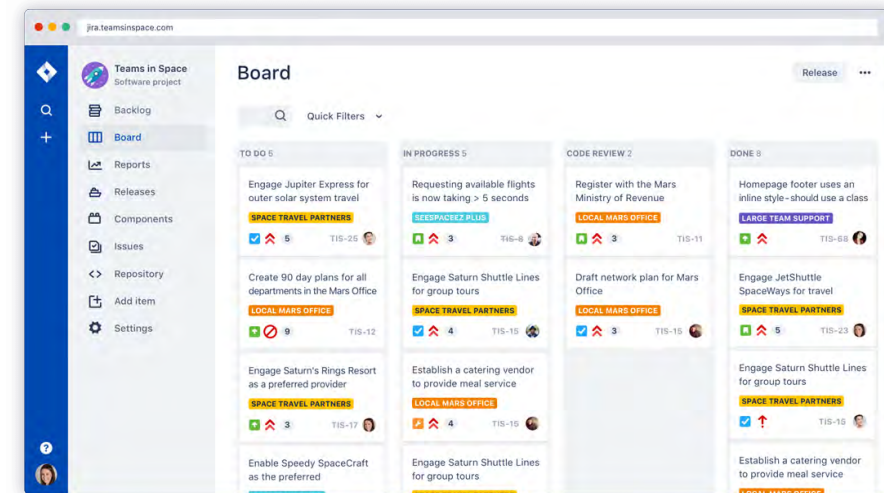 jira.teamsinspace.com
Teams in Space
Software project
Backlog
Board
Reports
Releases
Components
Issues
Repository
Add item
Settings
?
Board
Release
Quick Filters
TO DO 5
Engage Jupiter Express for
outer solar system travel
SPACE TRAVEL PARTNERS
5
TIS-25
Create 90 day plans for all
departments in the Mars Office
LOCAL MARS OFFICE
9
TIS-12
Engage Saturn's Rings Resort
as a preferred provider
SPACE TRAVEL PARTNERS
3
TIS-17
Enable Speedy SpaceCraft
as the preferred
IN PROGRESS 5
Requesting available flights
is now taking > 5 seconds
SEESPACEEZ PLUS
3
TIS-8
Engage Saturn Shuttle Lines
for group tours
SPACE TRAVEL PARTNERS
4
TIS-15
Establish a catering vendor
to provide meal service
LOCAL MARS OFFICE
4
TIS-15
Engage Saturn Shuttle Lines
for group tours
SPACE TRAVEL PARTNERS
CODE REVIEW 2
Register with the Mars
Ministry of Revenue
LOCAL MARS OFFICE
3
TIS-11
Draft network plan for Mars
Office
LOCAL MARS OFFICE
3
TIS-15
DONE 8
Homepage footer uses an
inline style-should use a class
LARGE TEAM SUPPORT
TIS-68
Engage JetShuttle
SpaceWays for travel
SPACE TRAVEL PARTNERS
5
TIS-23
Engage Saturn Shuttle Lines
for group tours
SPACE TRAVEL PARTNERS
TIS-15
Establish a catering vendor
to provide meal service
LOCAL MARS OFFICE